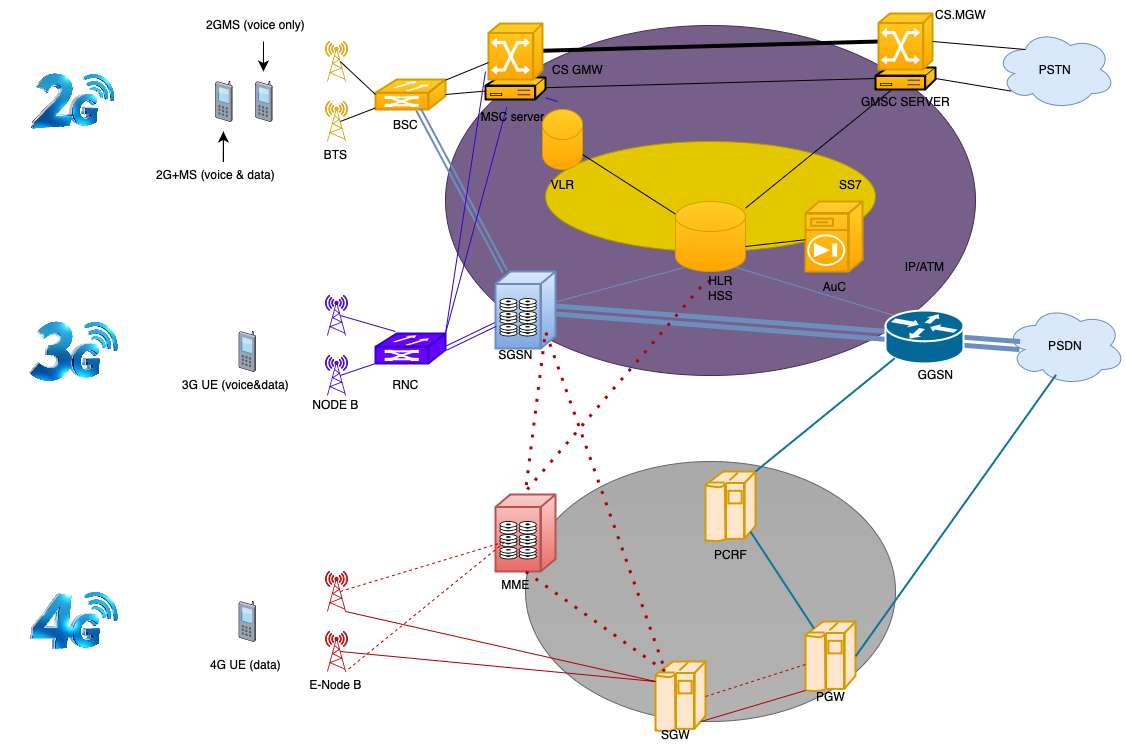 2GMS (voice only)
CS.MGW
2G
CS GMW
PSTN
BSC
MSC server
GMSC SERVER
BTS
2G+MS (voice & data)
VLR
SS7
IP/ATM
HLR
HSS
AuC
3G
SGSN
PSDN
3G UE (voice&data)
RNC
GGSN
NODE B
PCRF
MME
4G
4G UE (data)
E-Node B
PGW
SGW